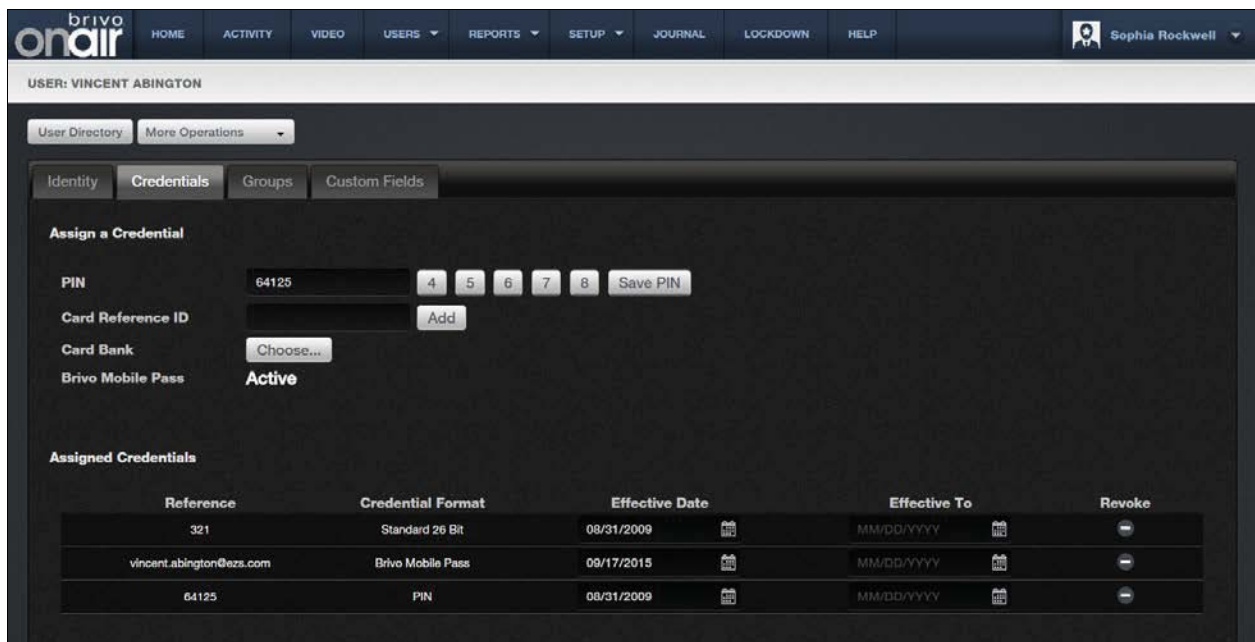 brivo
onair HOME ACTIVITY VIDEO USERS REPORTS SETUP JOURNAL LOCKDOWN HELP Sophia Rockwell
USER: VINCENT ABINGTON
User Directory More Operations
Identity Credentials Groups Custom Fields
Assign a Credential
PIN 64125 4 5 6 7 8 Save PIN
Card Reference ID Add
Card Bank Choose...
Brivo Mobile Pass Active
Assigned Credentials
Reference Credential Format Effective Date Effective To Revoke
321 Standard 26 Bit 08/31/2009 MM/DD/YYYY
vincent.abington@ezs.com Brivo Mobile Pass 09/17/2015 MM/DD/YYYY
64125 PIN 08/31/2009 MM/DD/YYYY